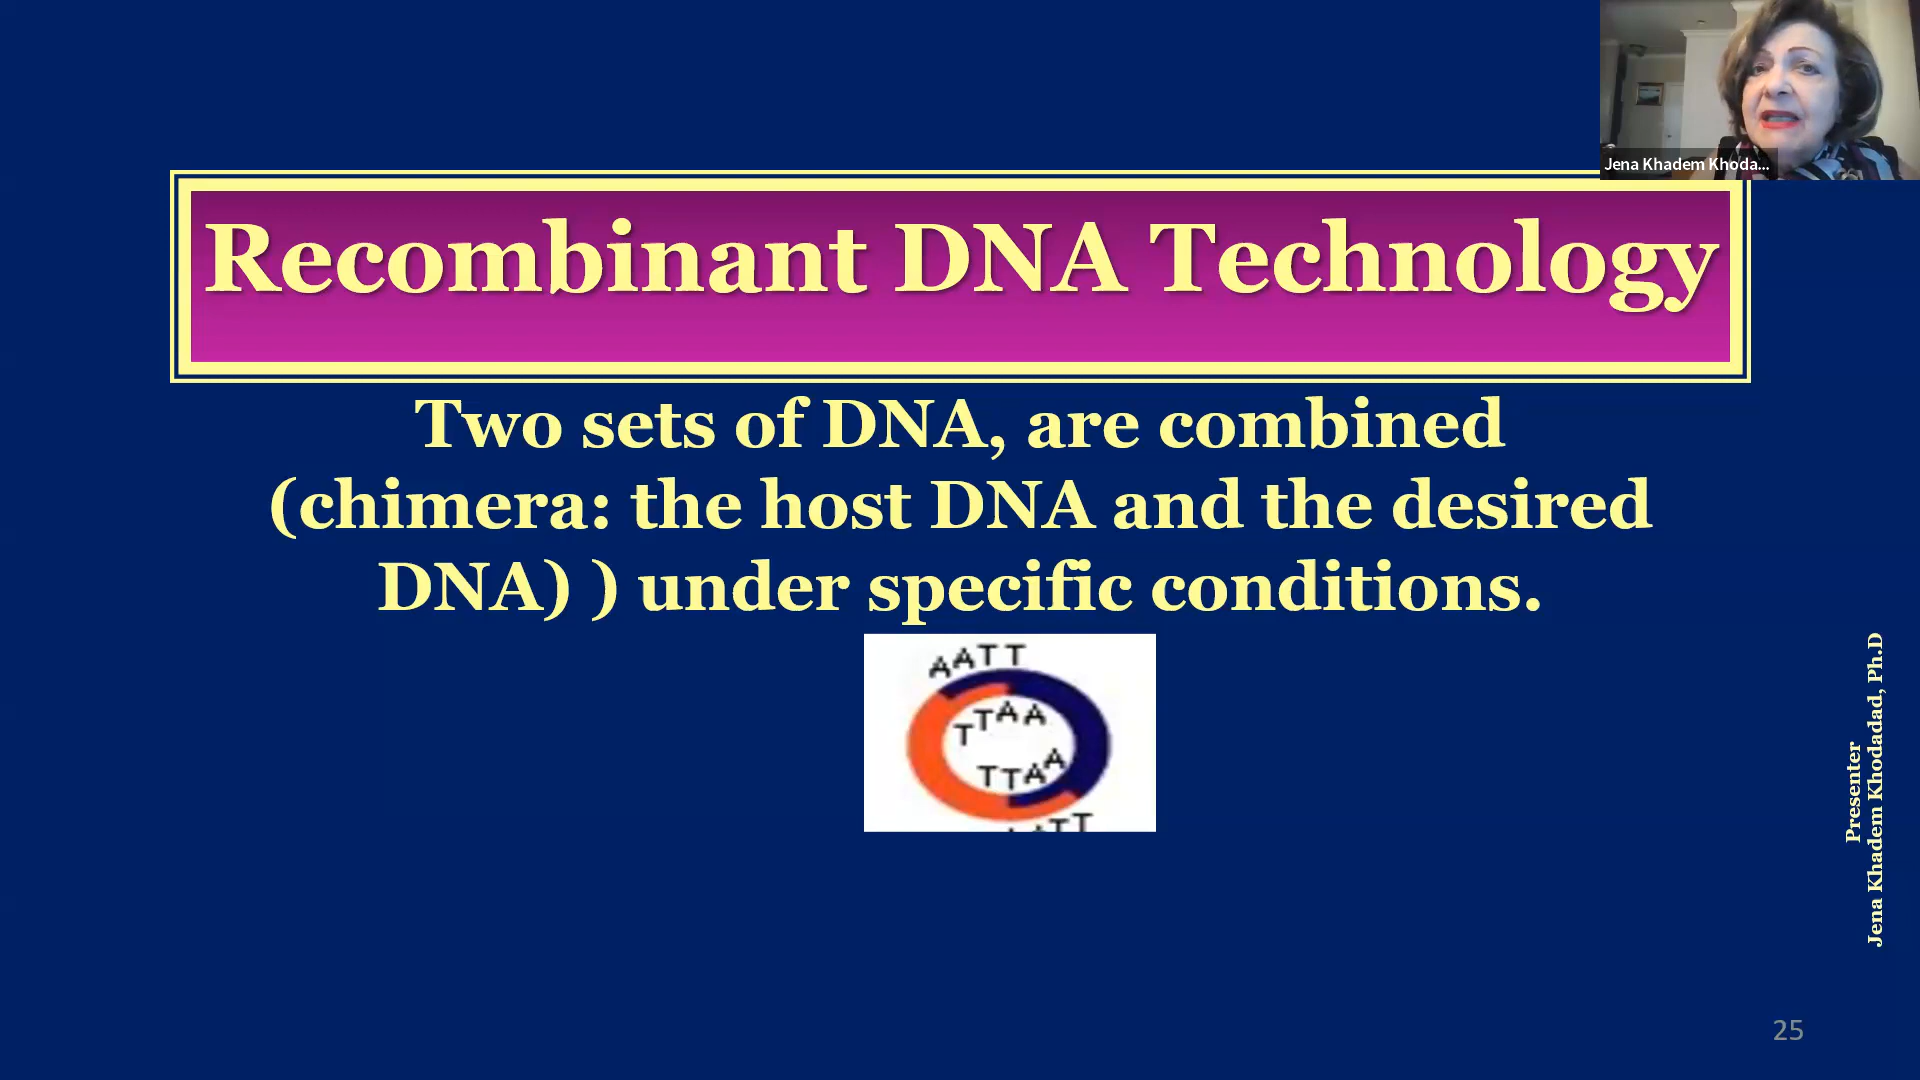 Jena Khadem Khoda...
Recombinant DNA Technology
Two sets of DNA, are combined
(chimera: the host DNA and the desired
DNA) ) under specific conditions.
AATT
TTAA
TTAA
TT
Presenter
Jena Khadem Khodadad, Ph.D
25